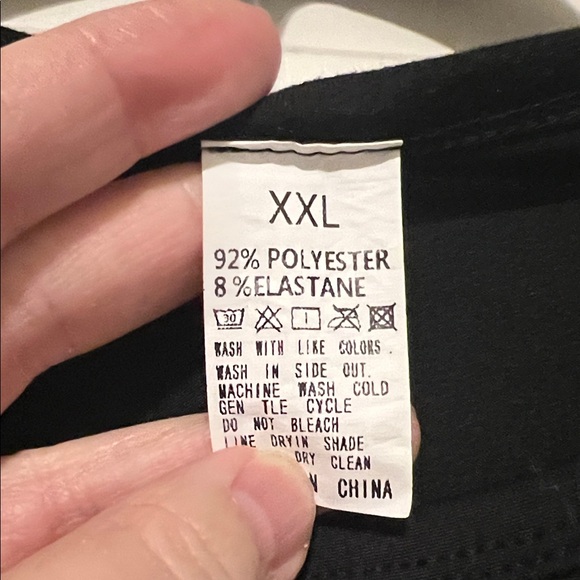 XXL
92% POLYESTER
8%ELASTANE
30
WASH WITH LIKE COLORS.
WASH IN SIDE OUT.
MACHINE WASH COLD
GEN TLE CYCLE
DO NOT BLEACH
LINE DRYIN SHADE
DRY CLEAN
N CHINA